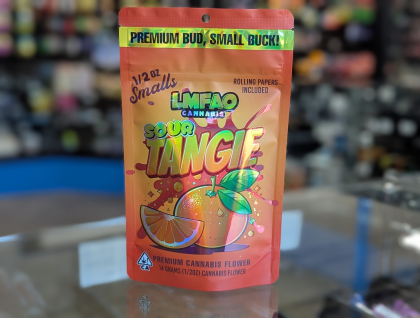 PREMIUM BUD, SMALL BUCK!
1/2 OZ
Smalls
ROLLING PAPERS
INCLUDED
LMFAO
CANNABIS
SOUR
TANGIE
PREMIUM CANNABIS FLOWER
14 GRAMS (1/2OZ) CANNABIS FLOWER